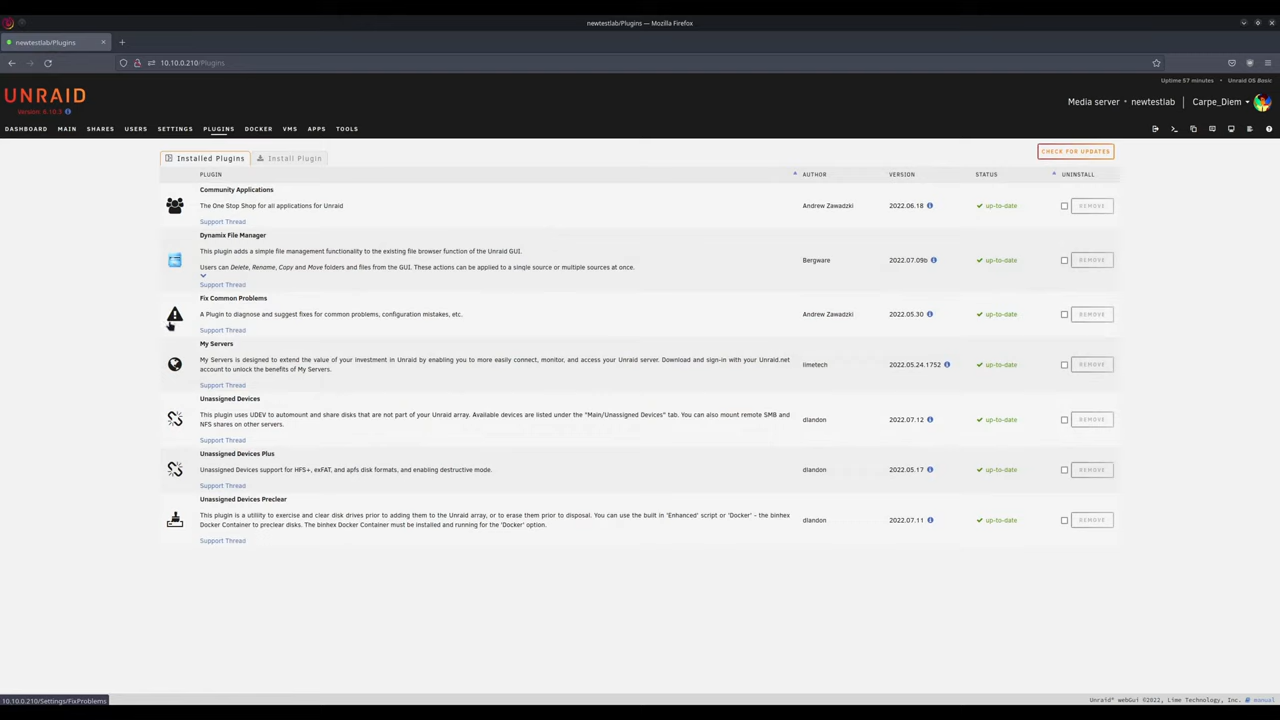 newtestlab/Plugins — Mozilla Firefox
newtestlab/Plugins
10.10.0.210/Plugins
Uptime 57 minutes • Unraid OS Basic
UNRAID
Version: 6.10.3
Media server • newtestlab
Carpe_Diem
DASHBOARD MAIN SHARES USERS SETTINGS PLUGINS DOCKER VMS APPS TOOLS
Installed Plugins Install Plugin
CHECK FOR UPDATES
PLUGIN AUTHOR VERSION STATUS UNINSTALL
Community Applications
The One Stop Shop for all applications for Unraid
Andrew Zawadzki 2022.06.18 up-to-date REMOVE
Support Thread
Dynamix File Manager
This plugin adds a simple file management functionality to the existing file browser function of the Unraid GUI.
Bergware 2022.07.09b up-to-date REMOVE
Users can Delete, Rename, Copy and Move folders and files from the GUI. These actions can be applied to a single source or multiple sources at once.
Support Thread
Fix Common Problems
A Plugin to diagnose and suggest fixes for common problems, configuration mistakes, etc.
Andrew Zawadzki 2022.05.30 up-to-date REMOVE
Support Thread
My Servers
My Servers is designed to extend the value of your investment in Unraid by enabling you to more easily connect, monitor, and access your Unraid server. Download and sign-in with your Unraid.net
account to unlock the benefits of My Servers.
limetech 2022.05.24.1752 up-to-date REMOVE
Support Thread
Unassigned Devices
This plugin uses UDEV to automount and share disks that are not part of your Unraid array. Available devices are listed under the "Main/Unassigned Devices" tab. You can also mount remote SMB and
NFS shares on other servers.
dlandon 2022.07.12 up-to-date REMOVE
Support Thread
Unassigned Devices Plus
Unassigned Devices support for HFS+, exFAT, and apfs disk formats, and enabling destructive mode.
dlandon 2022.05.17 up-to-date REMOVE
Support Thread
Unassigned Devices Preclear
This plugin is a utility to exercise and clear disk drives prior to adding them to the Unraid array, or to erase them prior to disposal. You can use the built in 'Enhanced' script or 'Docker' - the binhex
Docker Container to preclear disks. The binhex Docker Container must be installed and running for the 'Docker' option.
dlandon 2022.07.11 up-to-date REMOVE
Support Thread
10.10.0.210/Settings/FixProblems
Unraid® webGui ©2022, Lime Technology, Inc. manual